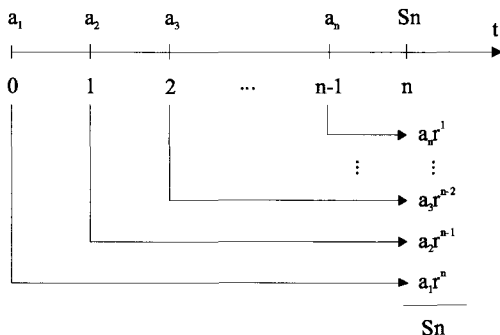 a₁ a₂ a₃ aₙ Sn
t
0 1 2 ... n-1 n
aₙr¹
⋮ ⋮
a₃rⁿ⁻²
a₂rⁿ⁻¹
a₁rⁿ
Sn